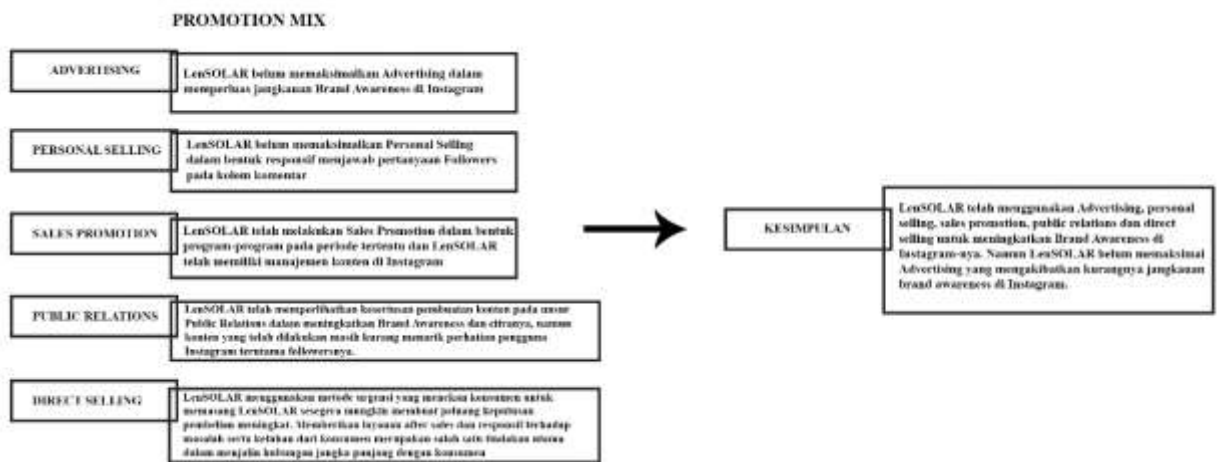 PROMOTION MIX
ADVERTISING
LenSOLAR belum memaksimalkan Advertising dalam
memperluas jangkauan Brand Awareness di Instagram
PERSONAL SELLING
LenSOLAR belum memaksimalkan Personal Selling
dalam bentuk responsif menjawab pertanyaan Followers
pada kolom komentar
SALES PROMOTION
LenSOLAR telah melakukan Sales Promotion dalam bentuk
program-program pada periode tertentu dan LenSOLAR
telah memiliki manajemen konten di Instagram
PUBLIC RELATIONS
LenSOLAR telah memperlihatkan keseriusan pembuatan konten pada unsur
Public Relations dalam meningkatkan Brand Awareness dan citranya, namun
konten yang telah dilakukan masih kurang menarik perhatian pengguna
Instagram terutama followersnya.
DIRECT SELLING
LenSOLAR menggunakan metode urgensi yang menekan konsumen untuk
memasang LenSOLAR sesegera mungkin membuat peluang keputusan
pembelian meningkat. Memberikan layanan after sales dan responsif terhadap
masalah serta keluhan dari konsumen merupakan salah satu tindakan utama
dalam menjalin hubungan jangka panjang dengan konsumen
KESIMPULAN
LenSOLAR telah menggunakan Advertising, personal
selling, sales promotion, public relations dan direct
selling untuk meningkatkan Brand Awareness di
Instagram-nya. Namun LenSOLAR belum memaksimal
Advertising yang mengakibatkan kurangnya jangkauan
brand awareness di Instagram.